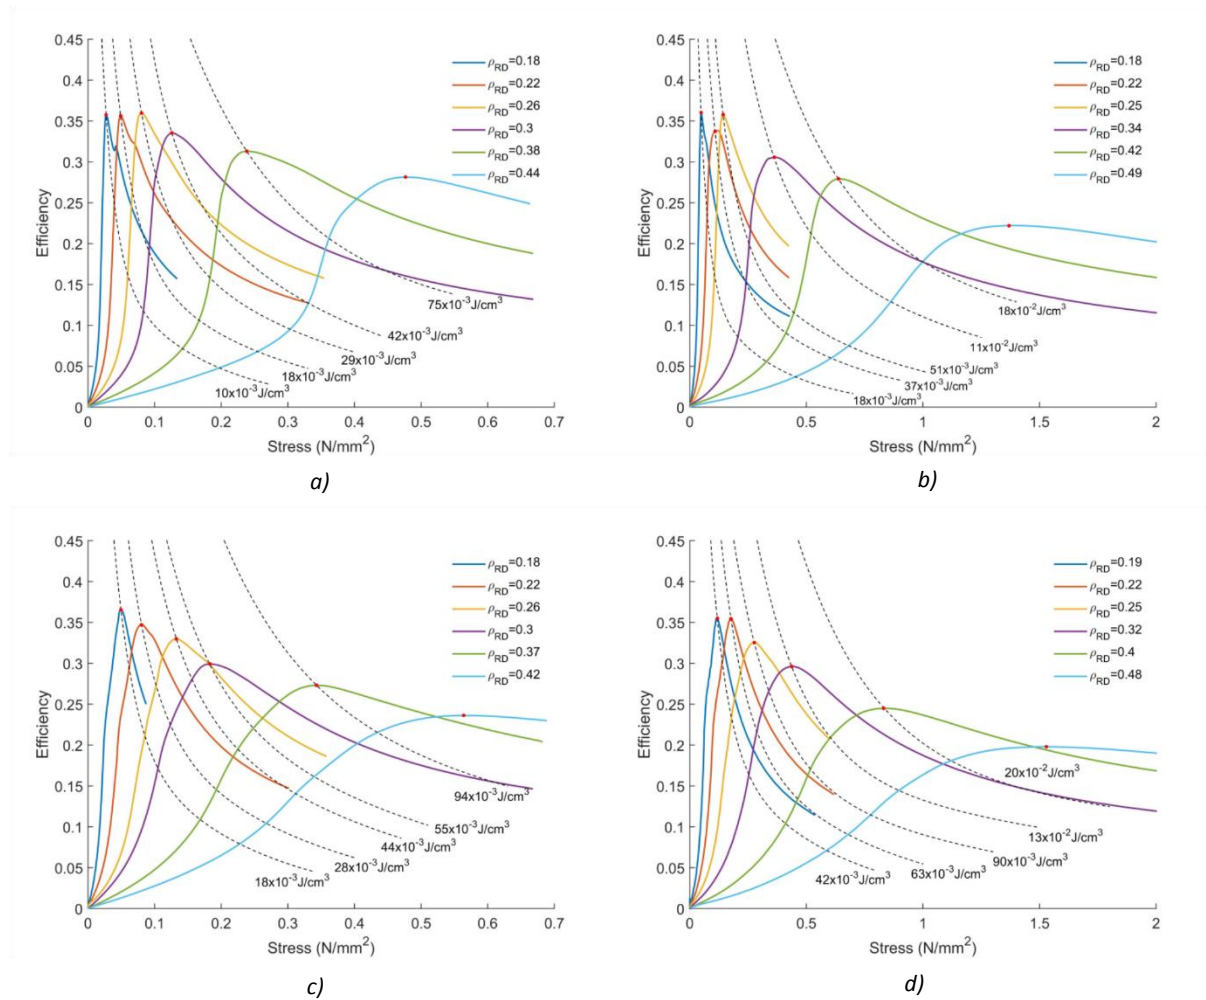 0.45
0.4
0.35
0.3
0.25
0.2
0.15
0.1
0.05
0
Efficiency
0 0.1 0.2 0.3 0.4 0.5 0.6 0.7
Stress (N/mm²)
ρRD=0.18
ρRD=0.22
ρRD=0.26
ρRD=0.3
ρRD=0.38
ρRD=0.44
75x10⁻³J/cm³
42x10⁻³J/cm³
29x10⁻³J/cm³
18x10⁻³J/cm³
10x10⁻³J/cm³
a)
0.45
0.4
0.35
0.3
0.25
0.2
0.15
0.1
0.05
0
Efficiency
0 0.5 1 1.5 2
Stress (N/mm²)
ρRD=0.18
ρRD=0.22
ρRD=0.25
ρRD=0.34
ρRD=0.42
ρRD=0.49
18x10⁻²J/cm³
11x10⁻²J/cm³
51x10⁻³J/cm³
37x10⁻³J/cm³
18x10⁻³J/cm³
b)
0.45
0.4
0.35
0.3
0.25
0.2
0.15
0.1
0.05
0
Efficiency
0 0.1 0.2 0.3 0.4 0.5 0.6 0.7
Stress (N/mm²)
ρRD=0.18
ρRD=0.22
ρRD=0.26
ρRD=0.3
ρRD=0.37
ρRD=0.42
94x10⁻³J/cm³
55x10⁻³J/cm³
44x10⁻³J/cm³
28x10⁻³J/cm³
18x10⁻³J/cm³
c)
0.45
0.4
0.35
0.3
0.25
0.2
0.15
0.1
0.05
0
Efficiency
0 0.5 1 1.5 2
Stress (N/mm²)
ρRD=0.19
ρRD=0.22
ρRD=0.25
ρRD=0.32
ρRD=0.4
ρRD=0.48
20x10⁻²J/cm³
13x10⁻²J/cm³
90x10⁻³J/cm³
63x10⁻³J/cm³
42x10⁻³J/cm³
d)